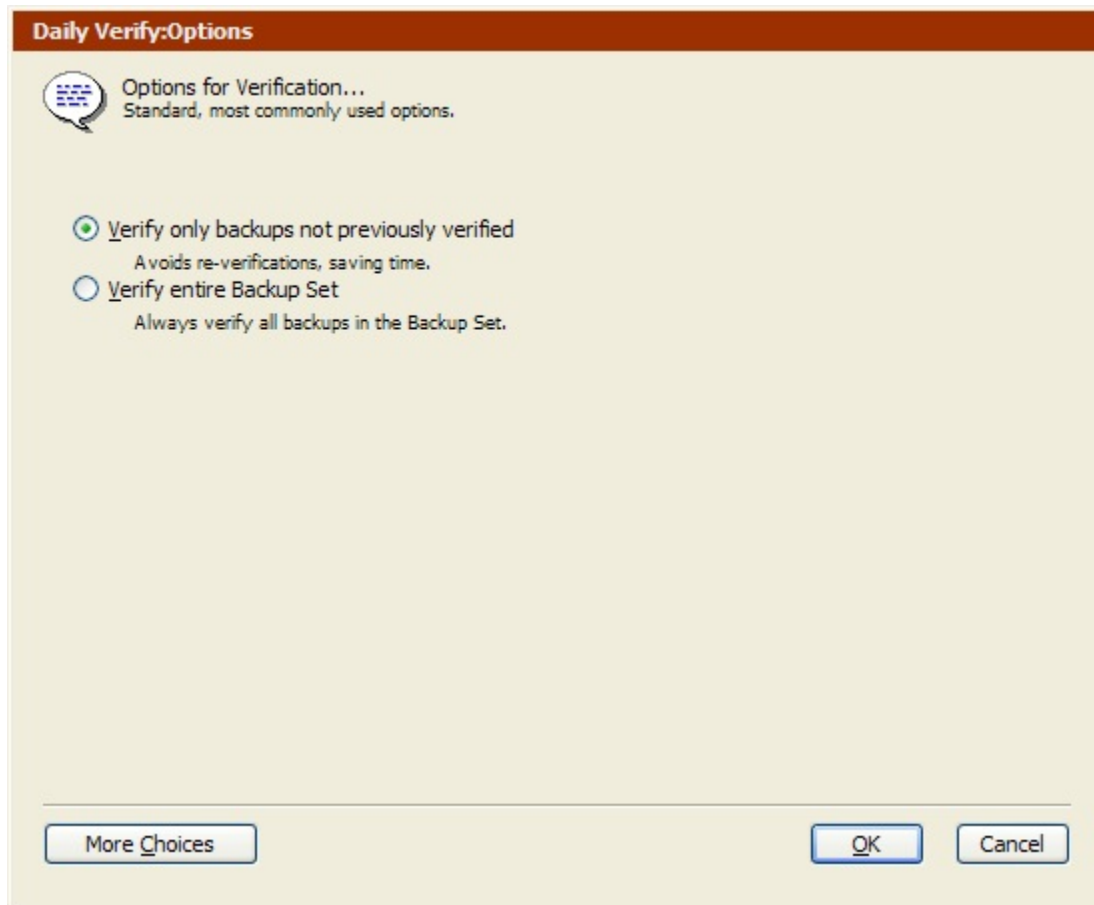 Daily Verify:Options
Options for Verification...
Standard, most commonly used options.
Verify only backups not previously verified
Avoids re-verifications, saving time.
Verify entire Backup Set
Always verify all backups in the Backup Set.
More Choices
OK
Cancel